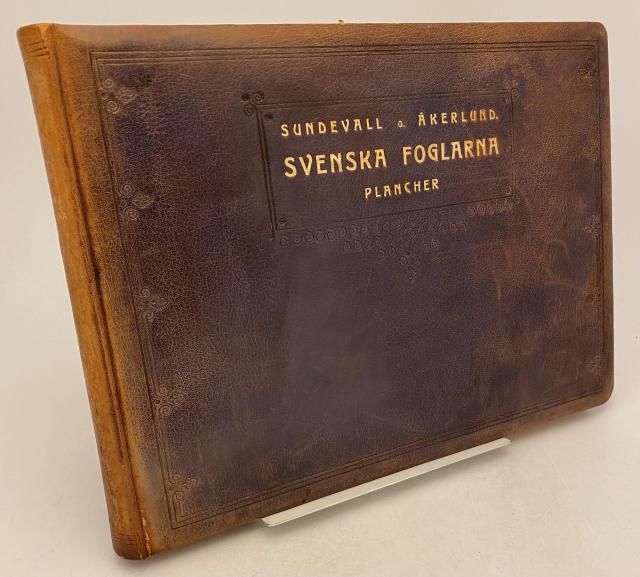 SUNDEVALL o. ÅKERLUND.
SVENSKA FOGLARNA
PLANCHER